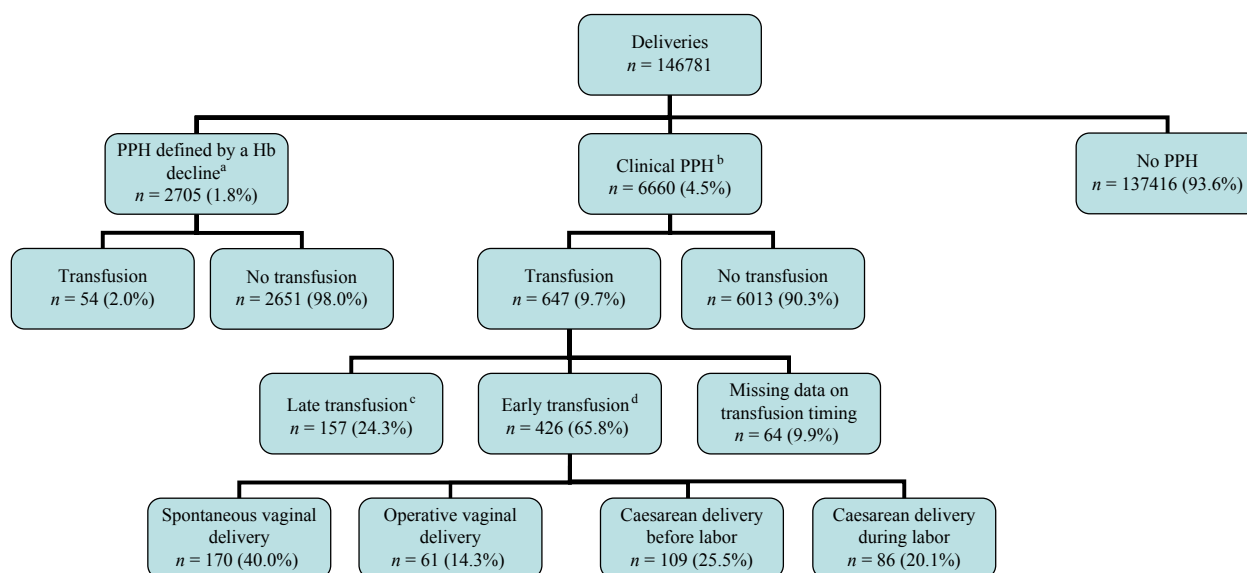 Deliveries
n = 146781
PPH defined by a Hb
decline^a
n = 2705 (1.8%)
Clinical PPH^b
n = 6660 (4.5%)
No PPH
n = 137416 (93.6%)
Transfusion
n = 54 (2.0%)
No transfusion
n = 2651 (98.0%)
Transfusion
n = 647 (9.7%)
No transfusion
n = 6013 (90.3%)
Late transfusion^c
n = 157 (24.3%)
Early transfusion^d
n = 426 (65.8%)
Missing data on
transfusion timing
n = 64 (9.9%)
Spontaneous vaginal
delivery
n = 170 (40.0%)
Operative vaginal
delivery
n = 61 (14.3%)
Caesarean delivery
before labor
n = 109 (25.5%)
Caesarean delivery
during labor
n = 86 (20.1%)